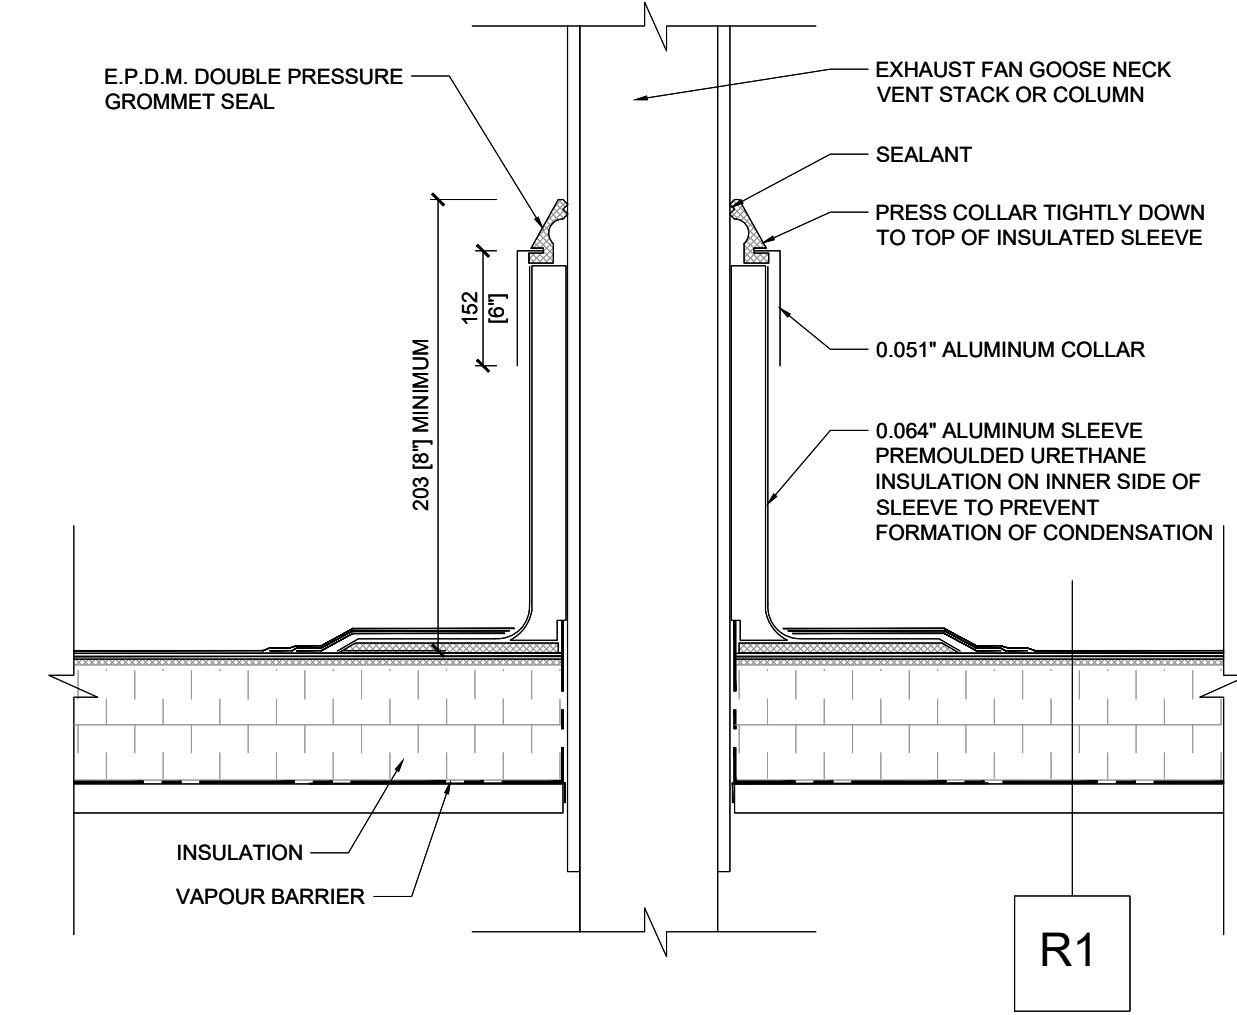 E.P.D.M. DOUBLE PRESSURE
GROMMET SEAL
EXHAUST FAN GOOSE NECK
VENT STACK OR COLUMN
SEALANT
PRESS COLLAR TIGHTLY DOWN
TO TOP OF INSULATED SLEEVE
152
[6"]
203 [8"] MINIMUM
0.051" ALUMINUM COLLAR
0.064" ALUMINUM SLEEVE
PREMOULDED URETHANE
INSULATION ON INNER SIDE OF
SLEEVE TO PREVENT
FORMATION OF CONDENSATION
INSULATION
VAPOUR BARRIER
R1